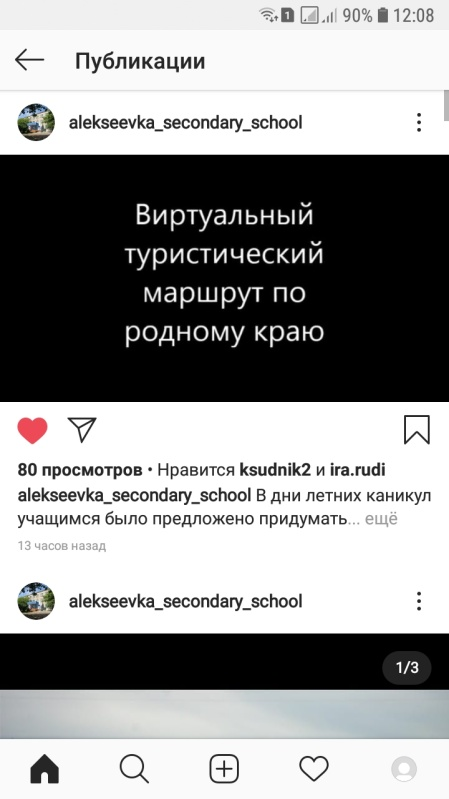 1 90% 12:08
Публикации
alekseevka_secondary_school
Виртуальный
туристический
маршрут по
родному краю
80 просмотров • Нравится ksudnik2 и ira.rudi
alekseevka_secondary_school В дни летних каникул
учащимся было предложено придумать... ещё
13 часов назад
alekseevka_secondary_school
1/3